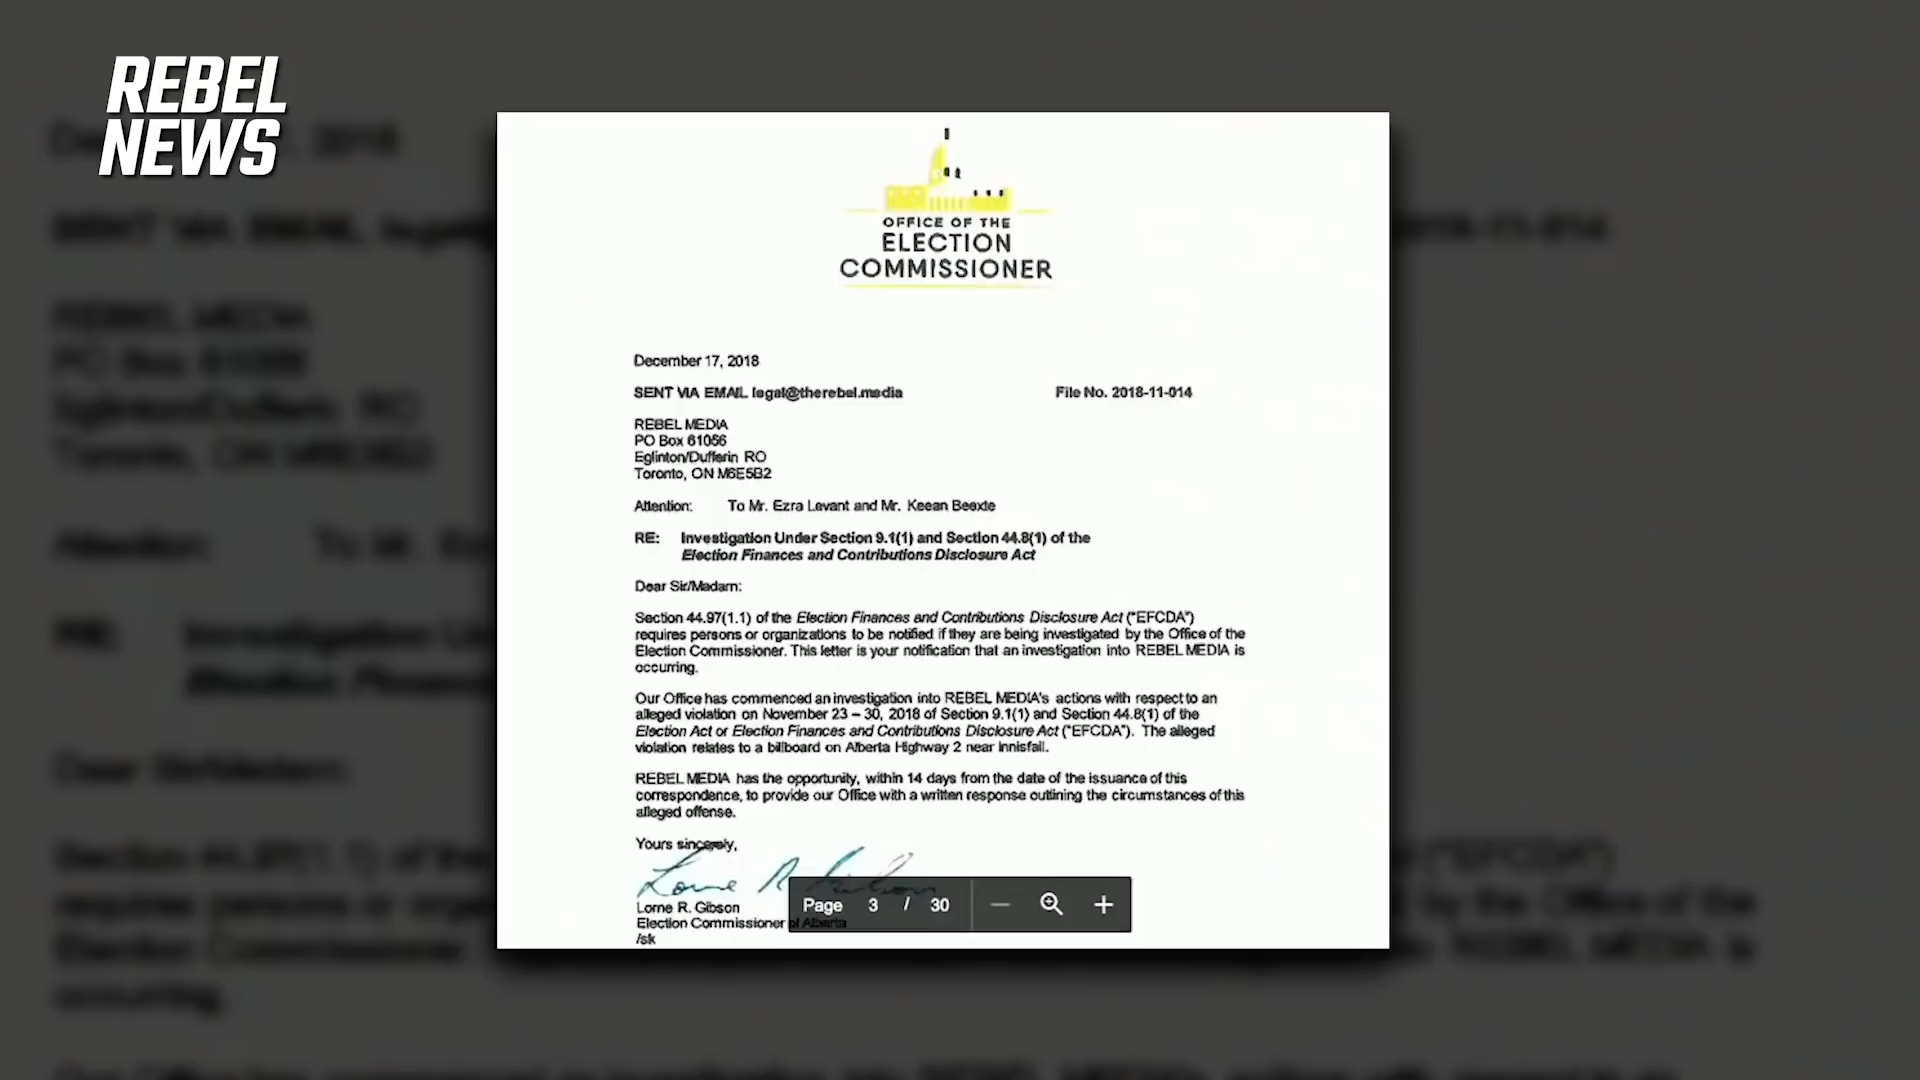 REBEL
NEWS
OFFICE OF THE
ELECTION
COMMISSIONER
December 17, 2018
SENT VIA EMAIL legal@therebel.media File No. 2018-11-014
REBEL MEDIA
PO Box 61056
Eglinton/Dufferin RO
Toronto, ON M6E5B2
Attention: To Mr. Ezra Levant and Mr. Keean Beexte
RE: Investigation Under Section 9.1(1) and Section 44.8(1) of the
Election Finances and Contributions Disclosure Act
Dear Sir/Madam:
Section 44.97(1.1) of the Election Finances and Contributions Disclosure Act ("EFCDA")
requires persons or organizations to be notified if they are being investigated by the Office of the
Election Commissioner. This letter is your notification that an investigation into REBEL MEDIA is
occurring.
Our Office has commenced an investigation into REBEL MEDIA's actions with respect to an
alleged violation on November 23 – 30, 2018 of Section 9.1(1) and Section 44.8(1) of the
Election Act or Election Finances and Contributions Disclosure Act ("EFCDA"). The alleged
violation relates to a billboard on Alberta Highway 2 near Innisfail.
REBEL MEDIA has the opportunity, within 14 days from the date of the issuance of this
correspondence, to provide our Office with a written response outlining the circumstances of this
alleged offense.
Yours sincerely,
Lorne R. Gibson
Election Commissioner of Alberta
/sk
Page 3 / 30